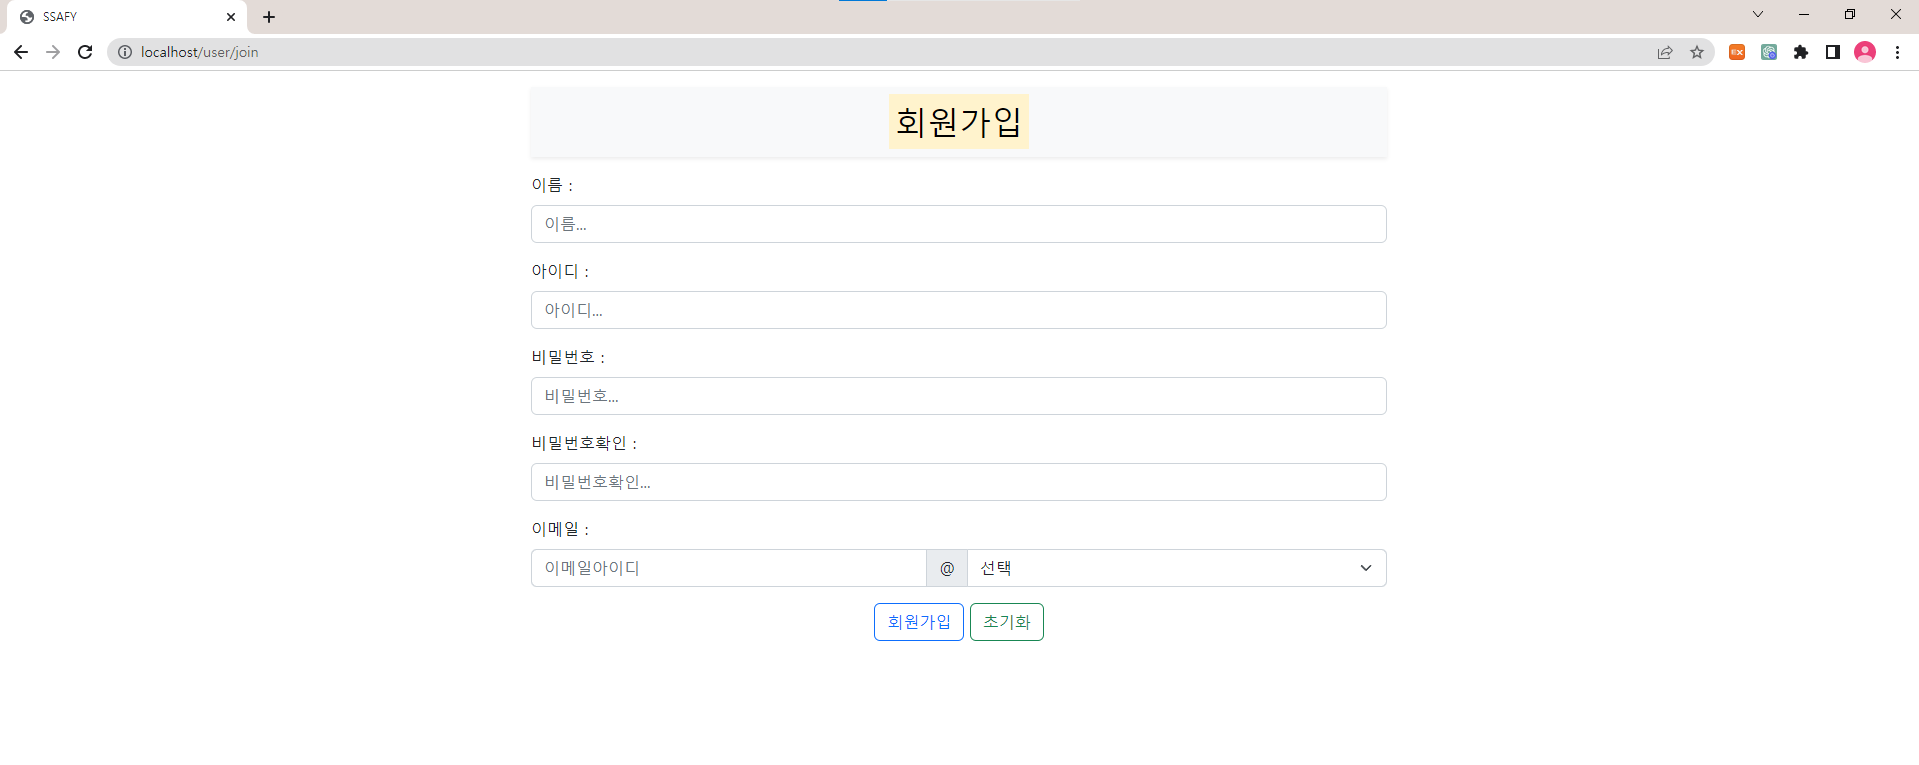 SSAFY
localhost/user/join
회원가입
이름 :
이름...
아이디 :
아이디...
비밀번호 :
비밀번호...
비밀번호확인 :
비밀번호확인...
이메일 :
이메일아이디 @ 선택
회원가입 초기화